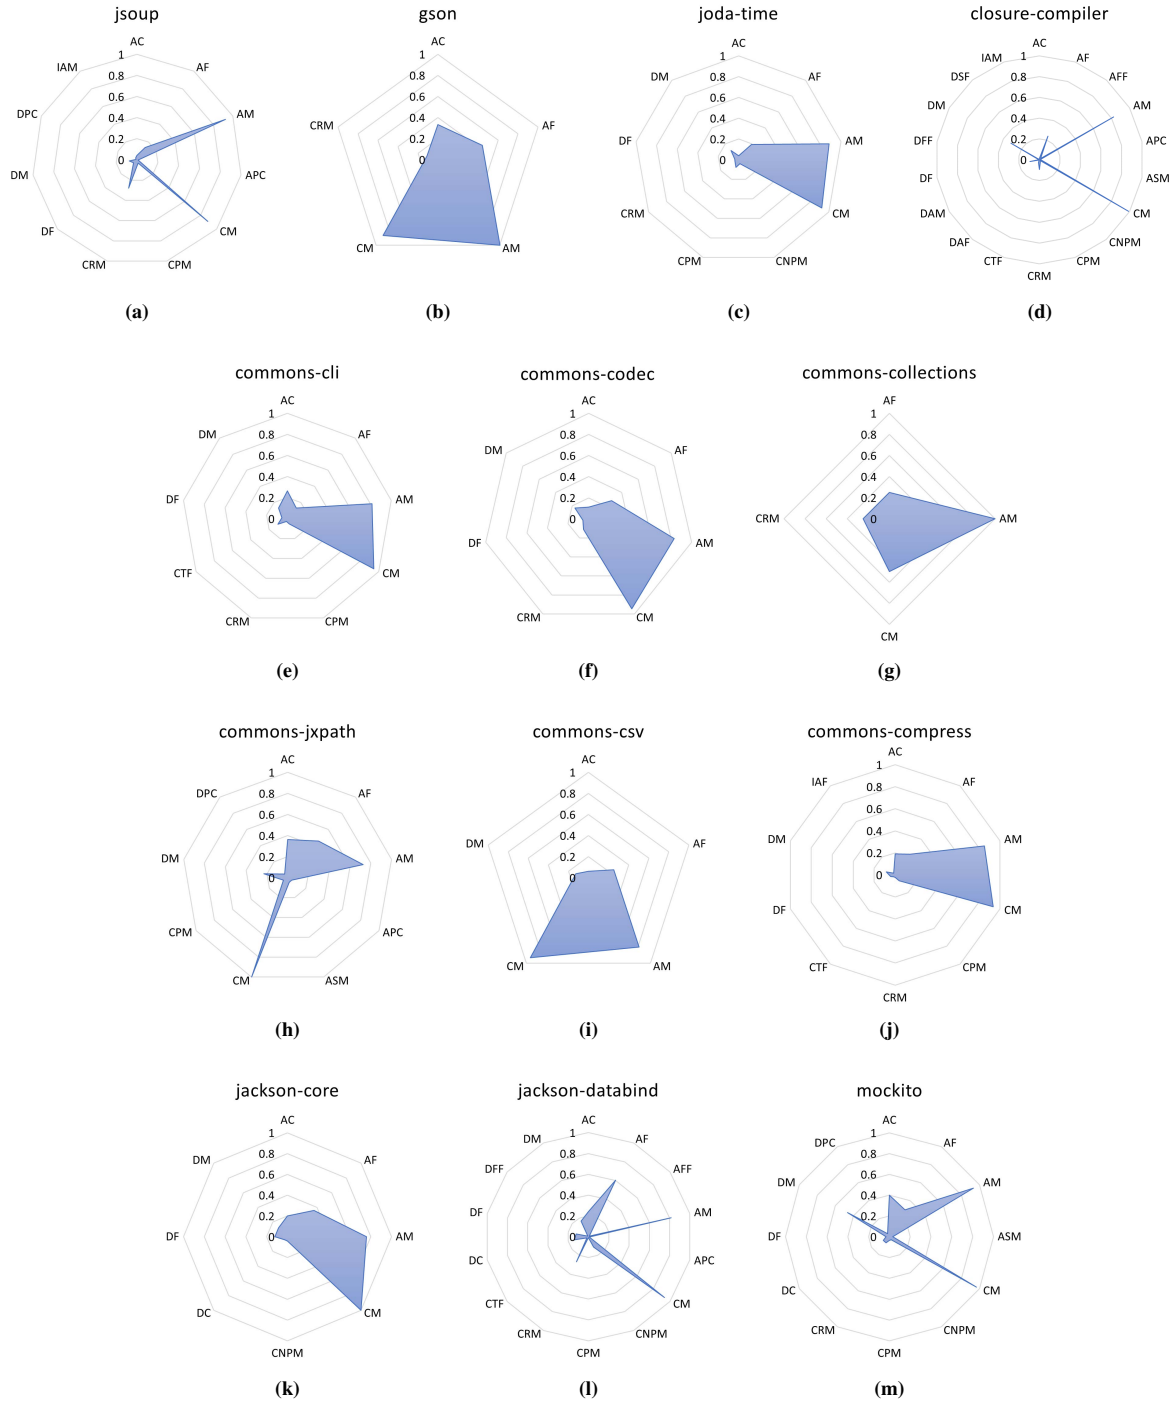 jsoup
AC
1
IAM
AF
0.8
0.6
DPC
AM
0.4
0.2
0
DM
APC
DF
CM
CRM
CPM
(a)
gson
AC
1
0.8
0.6
CRM
AF
0.4
0.2
0
CM
AM
(b)
joda-time
AC
1
DM
AF
0.8
0.6
DF
AM
0.4
0.2
0
CRM
CM
CPM
CNPM
(c)
closure-compiler
AC
IAM
1
AF
DSF
AFF
0.8
DM
0.6
AM
0.4
DFF
APC
0.2
0
DF
ASM
DAM
CM
DAF
CNPM
CTF
CPM
CRM
(d)
commons-cli
AC
1
DM
AF
0.8
0.6
DF
AM
0.4
0.2
0
CTF
CM
CRM
CPM
(e)
commons-codec
AC
1
0.8
DM
AF
0.6
0.4
0.2
0
DF
AM
CRM
CM
(f)
commons-collections
AF
1
0.8
0.6
0.4
0.2
CRM
0
AM
CM
(g)
commons-jxpath
AC
1
DPC
AF
0.8
0.6
DM
AM
0.4
0.2
0
CPM
APC
CM
ASM
(h)
commons-csv
AC
1
0.8
0.6
DM
AF
0.4
0.2
0
CM
AM
(i)
commons-compress
AC
1
IAF
AF
0.8
0.6
DM
AM
0.4
0.2
0
DF
CM
CTF
CPM
CRM
(j)
jackson-core
AC
1
0.8
DM
AF
0.6
0.4
0.2
DF
0
AM
DC
CM
CNPM
(k)
jackson-databind
AC
1
DM
AF
0.8
DFF
AFF
0.6
0.4
DF
AM
0.2
0
DC
APC
CTF
CM
CRM
CNPM
CPM
(l)
mockito
AC
1
DPC
AF
0.8
0.6
DM
AM
0.4
0.2
DF
0
ASM
DC
CM
CRM
CNPM
CPM
(m)